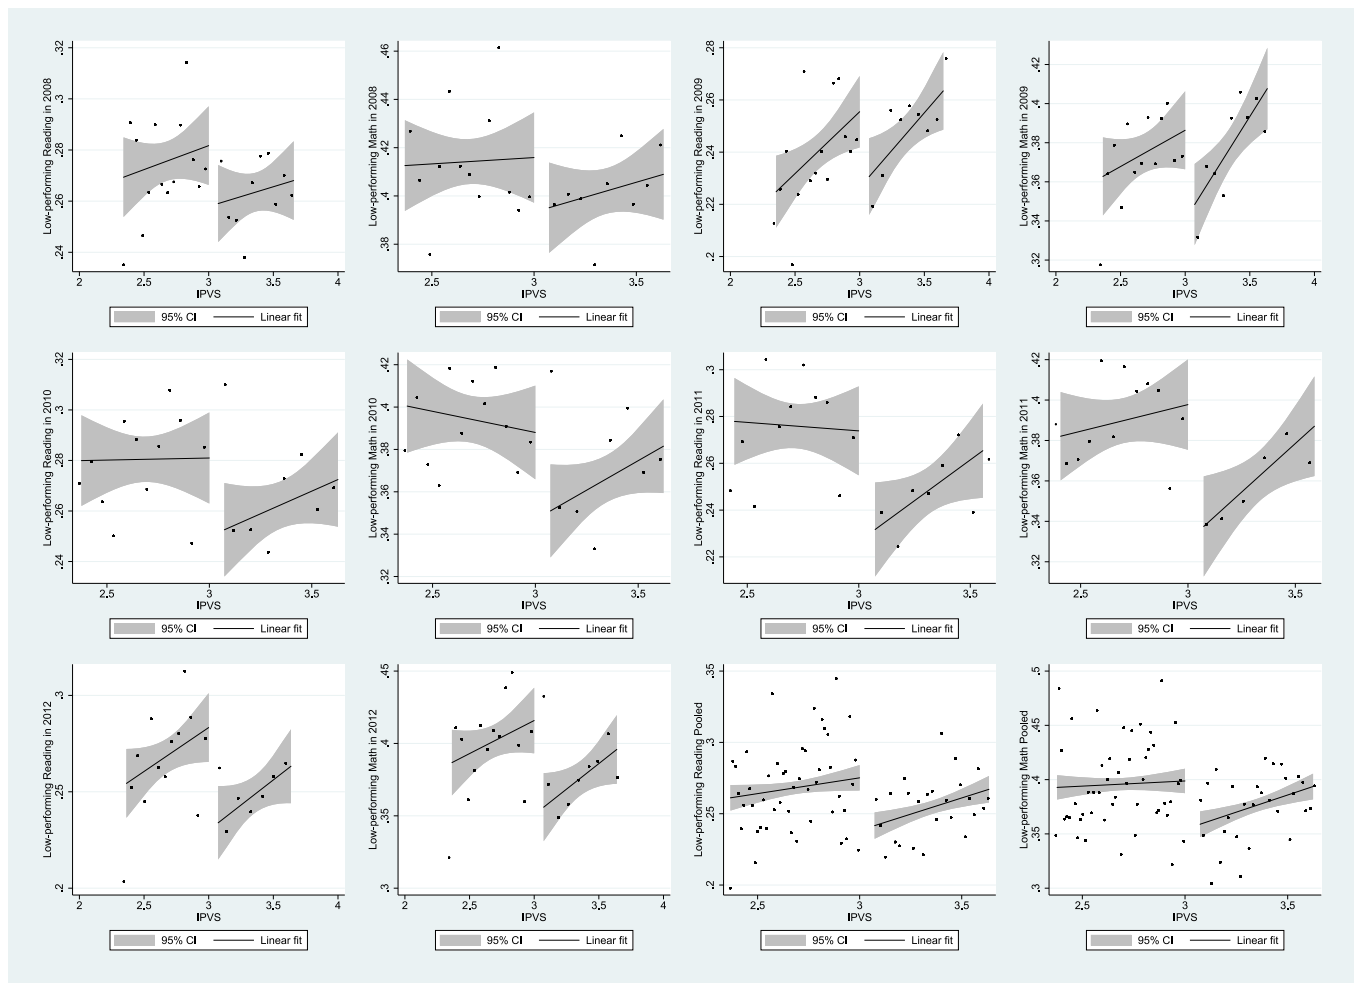 Low-performing Reading in 2008
.32
.3
.28
.26
.24
2 2.5 3 3.5 4
IPVS
95% CI Linear fit
Low-performing Math in 2008
.46
.44
.42
.4
.38
2.5 3 3.5
IPVS
95% CI Linear fit
Low-performing Reading in 2009
.28
.26
.24
.22
.2
2 2.5 3 3.5 4
IPVS
95% CI Linear fit
Low-performing Math in 2009
.42
.4
.38
.36
.34
.32
2 2.5 3 3.5 4
IPVS
95% CI Linear fit
Low-performing Reading in 2010
.32
.3
.28
.26
.24
2.5 3 3.5
IPVS
95% CI Linear fit
Low-performing Math in 2010
.42
.4
.38
.36
.34
.32
2.5 3 3.5
IPVS
95% CI Linear fit
Low-performing Reading in 2011
.3
.28
.26
.24
.22
2.5 3 3.5
IPVS
95% CI Linear fit
Low-performing Math in 2011
.42
.4
.38
.36
.34
.32
2.5 3 3.5
IPVS
95% CI Linear fit
Low-performing Reading in 2012
.3
.25
.2
2 2.5 3 3.5 4
IPVS
95% CI Linear fit
Low-performing Math in 2012
.45
.4
.35
.3
2 2.5 3 3.5 4
IPVS
95% CI Linear fit
Low-performing Reading Pooled
.35
.3
.25
.2
2.5 3 3.5
IPVS
95% CI Linear fit
Low-performing Math Pooled
.5
.45
.4
.35
.3
2.5 3 3.5
IPVS
95% CI Linear fit